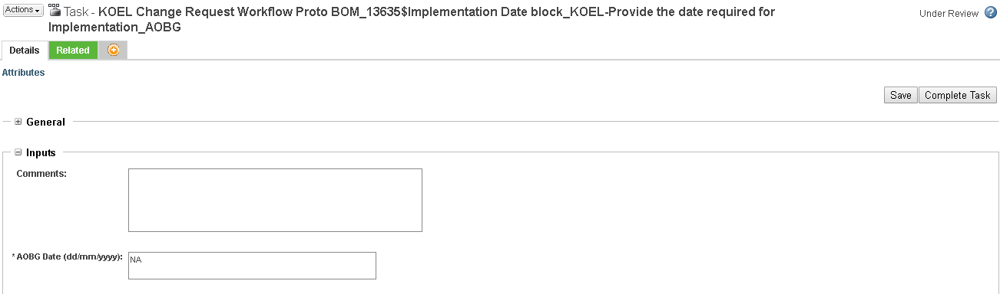 Actions
Task - KOEL Change Request Workflow Proto BOM_13635$Implementation Date block_KOEL-Provide the date required for
Implementation_AOBG
Under Review ?
Details Related
Attributes
Save Complete Task
General
Inputs
Comments:
* AOBG Date (dd/mm/yyyy): NA